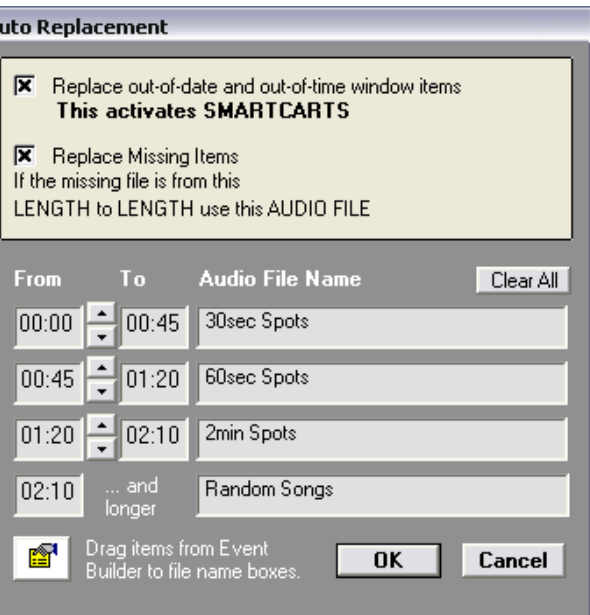 uto Replacement
Replace out-of-date and out-of-time window items
This activates SMARTCARTS
Replace Missing Items
If the missing file is from this
LENGTH to LENGTH use this AUDIO FILE
From To Audio File Name Clear All
00:00 00:45 30sec Spots
00:45 01:20 60sec Spots
01:20 02:10 2min Spots
02:10 ... and longer Random Songs
Drag items from Event
Builder to file name boxes.
OK Cancel